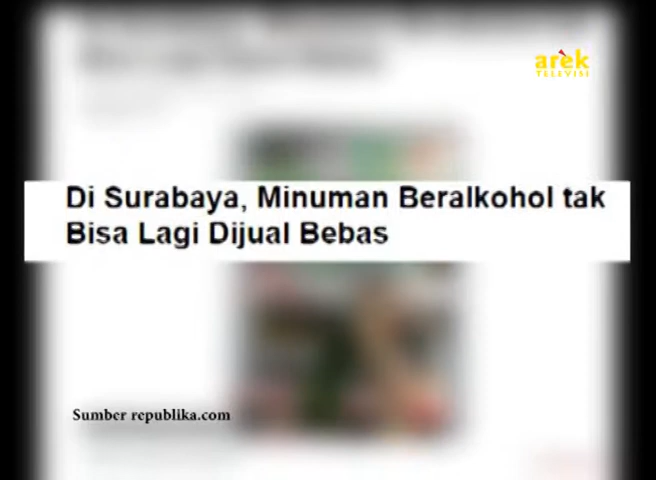 arek
TELEVISI
Di Surabaya, Minuman Beralkohol tak
Bisa Lagi Dijual Bebas
Sumber republika.com